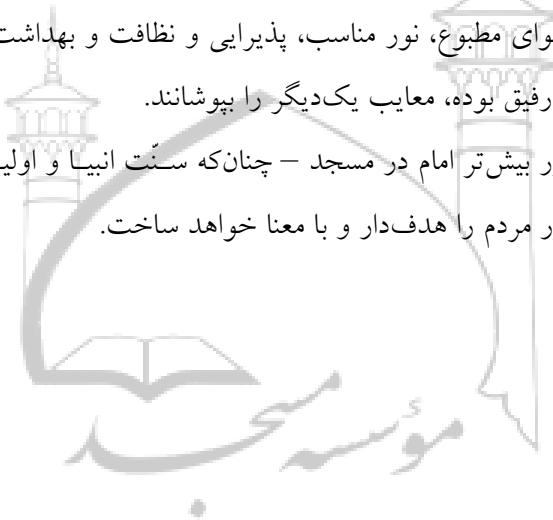 وای مطبوع، نور مناسب، پذیرایی و نظافت و بهداشت
رفیق بوده، معایب یک‌دیگر را بپوشانند.
ر بیش‌تر امام در مسجد – چنان‌که سنّت انبیا و اولیـ
ر مردم را هدف‌دار و با معنا خواهد ساخت.
مؤسسه مسجد